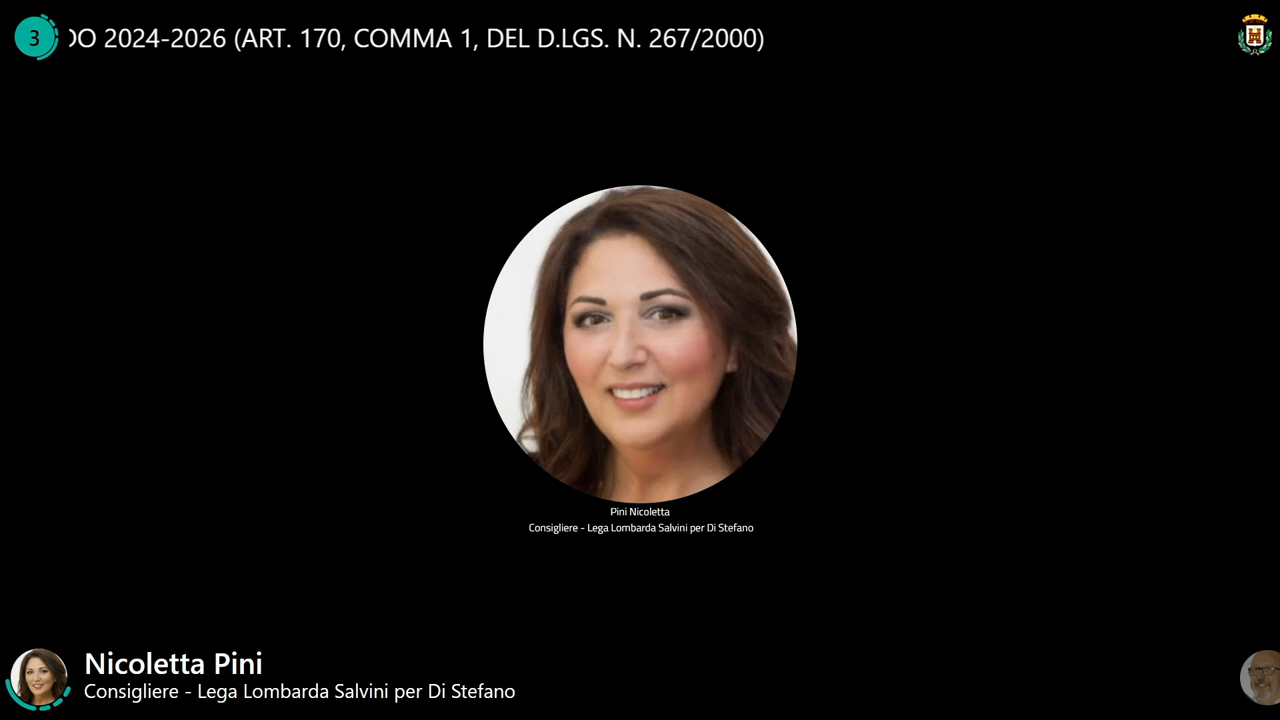 3
DO 2024-2026 (ART. 170, COMMA 1, DEL D.LGS. N. 267/2000)
Pini Nicoletta
Consigliere - Lega Lombarda Salvini per Di Stefano
Nicoletta Pini
Consigliere - Lega Lombarda Salvini per Di Stefano